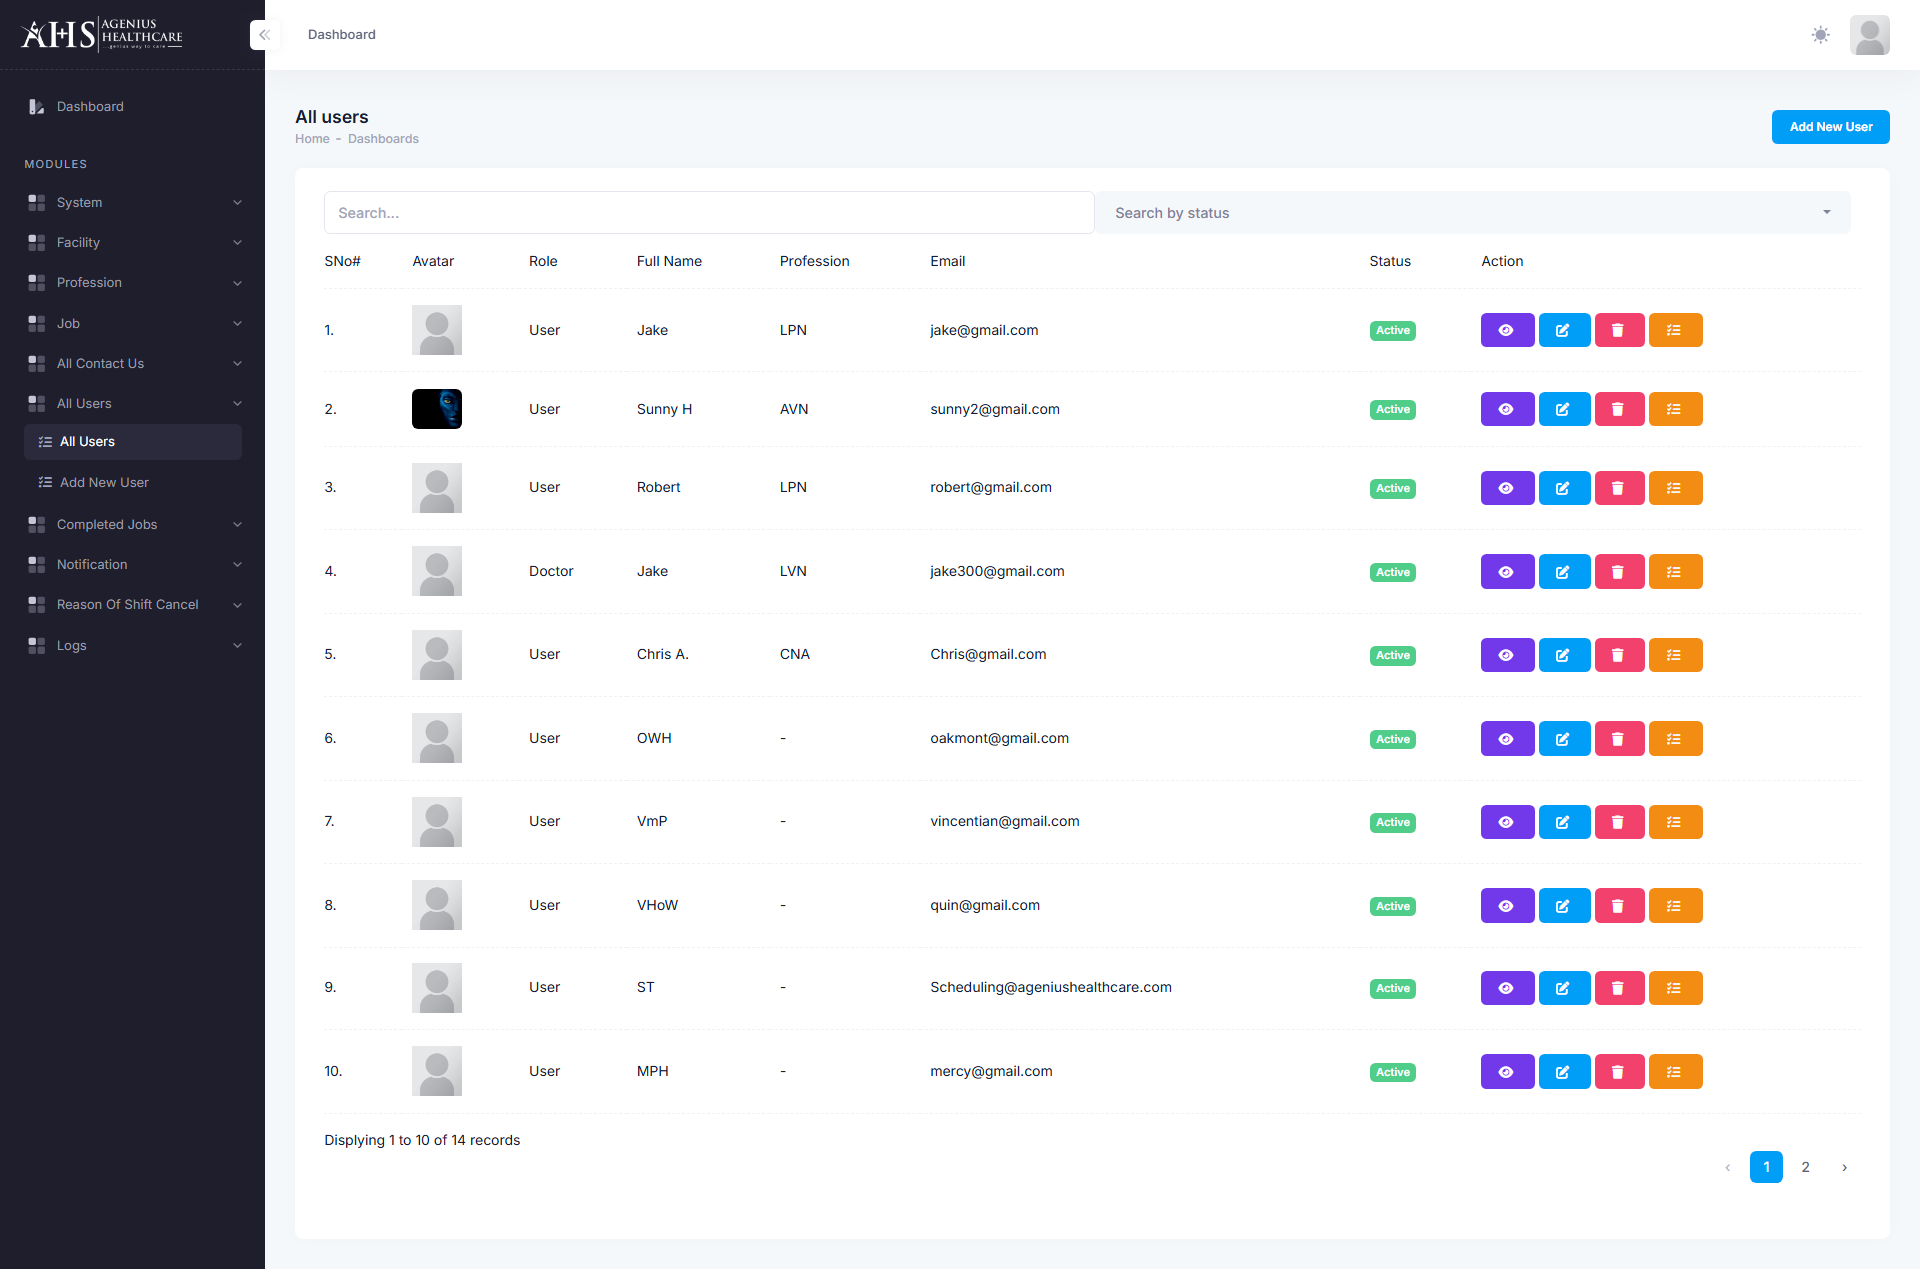 AHS AGENIUS HEALTHCARE
...genius way to care
Dashboard
Dashboard
MODULES
System
Facility
Profession
Job
All Contact Us
All Users
All Users
Add New User
Completed Jobs
Notification
Reason Of Shift Cancel
Logs
All users
Home - Dashboards
Add New User
Search...
Search by status
SNo# Avatar Role Full Name Profession Email Status Action
1. User Jake LPN jake@gmail.com Active
2. User Sunny H AVN sunny2@gmail.com Active
3. User Robert LPN robert@gmail.com Active
4. Doctor Jake LVN jake300@gmail.com Active
5. User Chris A. CNA Chris@gmail.com Active
6. User OWH - oakmont@gmail.com Active
7. User VmP - vincentian@gmail.com Active
8. User VHoW - quin@gmail.com Active
9. User ST - Scheduling@ageniushealthcare.com Active
10. User MPH - mercy@gmail.com Active
Displying 1 to 10 of 14 records
‹ 1 2 ›